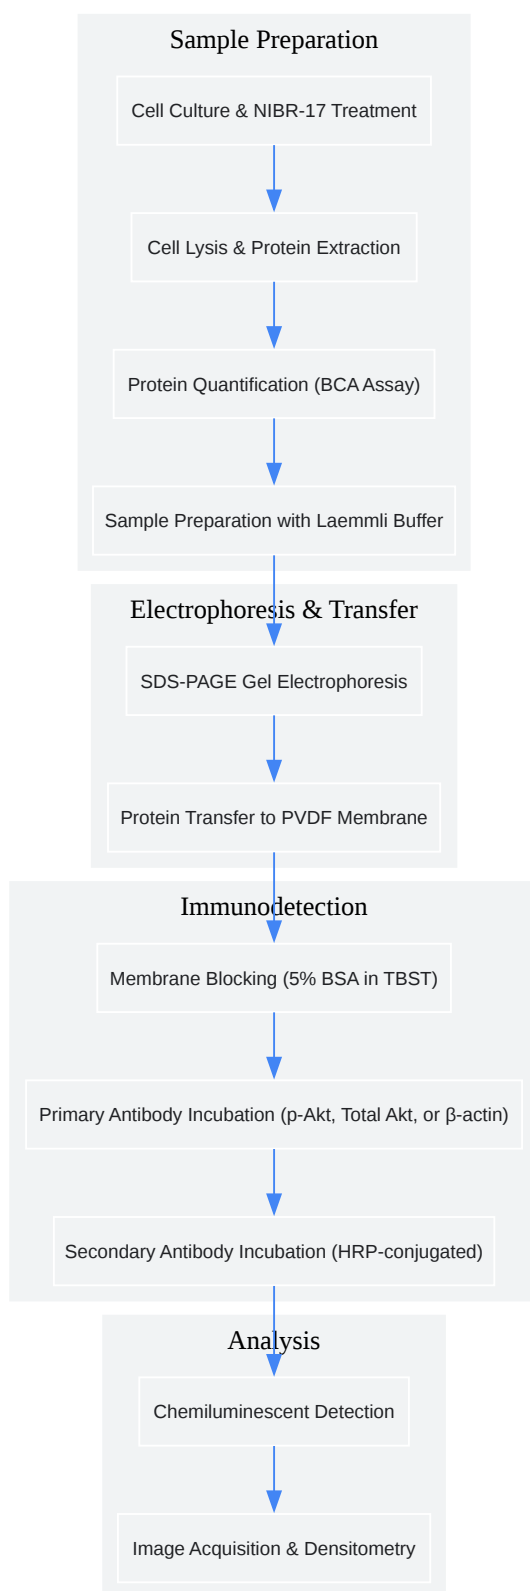 Sample Preparation
Cell Culture & NIBR-17 Treatment
Cell Lysis & Protein Extraction
Protein Quantification (BCA Assay)
Sample Preparation with Laemmli Buffer
Electrophoresis & Transfer
SDS-PAGE Gel Electrophoresis
Protein Transfer to PVDF Membrane
Immunodetection
Membrane Blocking (5% BSA in TBST)
Primary Antibody Incubation (p-Akt, Total Akt, or β-actin)
Secondary Antibody Incubation (HRP-conjugated)
Analysis
Chemiluminescent Detection
Image Acquisition & Densitometry